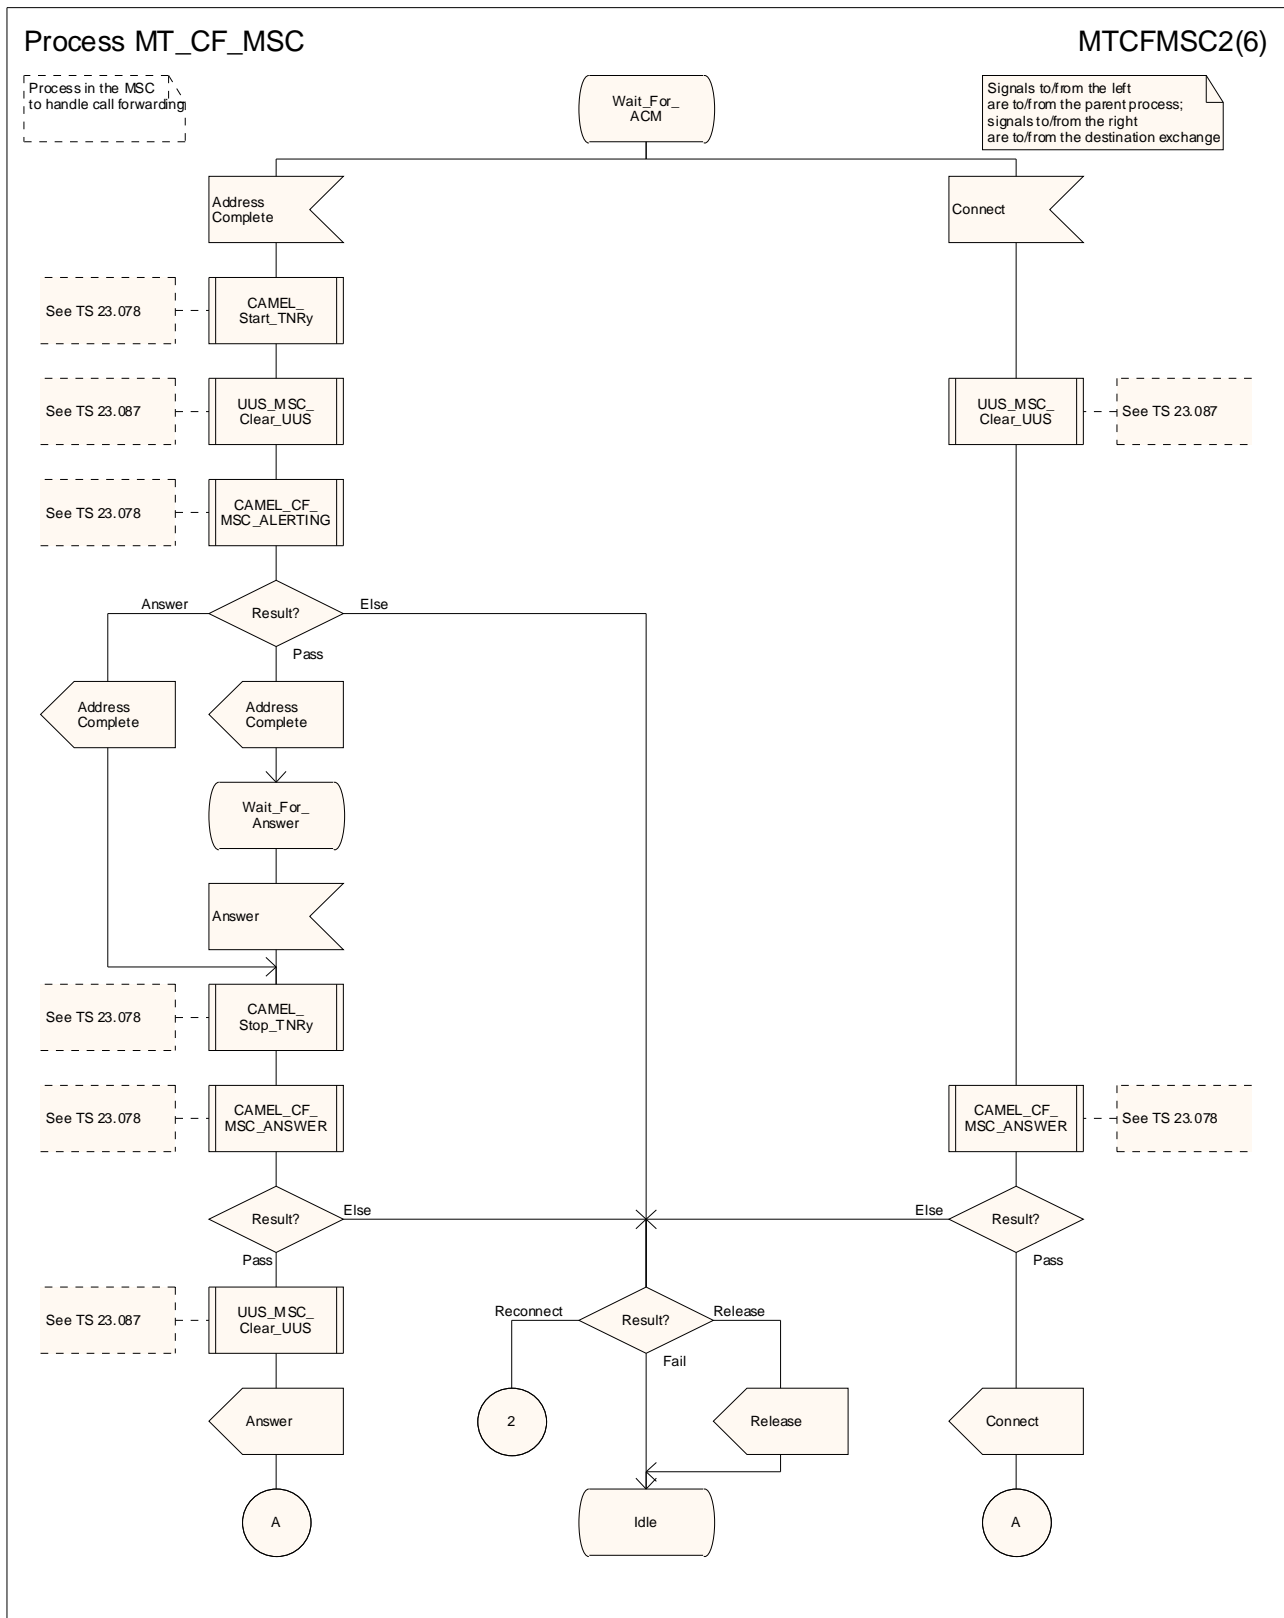 Process MT_CF_MSC
MTCFMSC2(6)
Process in the MSC
to handle call forwarding
Wait_For_
ACM
Signals to/from the left
are to/from the parent process;
signals to/from the right
are to/from the destination exchange
Address
Complete
Connect
See TS 23.078
CAMEL_
Start_TNRy
See TS 23.087
UUS_MSC_
Clear_UUS
UUS_MSC_
Clear_UUS
See TS 23.087
See TS 23.078
CAMEL_CF_
MSC_ALERTING
Answer
Result?
Else
Pass
Address
Complete
Address
Complete
Wait_For_
Answer
Answer
See TS 23.078
CAMEL_
Stop_TNRy
See TS 23.078
CAMEL_CF_
MSC_ANSWER
CAMEL_CF_
MSC_ANSWER
See TS 23.078
Result?
Else
Else
Result?
Pass
Pass
See TS 23.087
UUS_MSC_
Clear_UUS
Reconnect
Result?
Release
Fail
Answer
2
Release
Connect
A
Idle
A